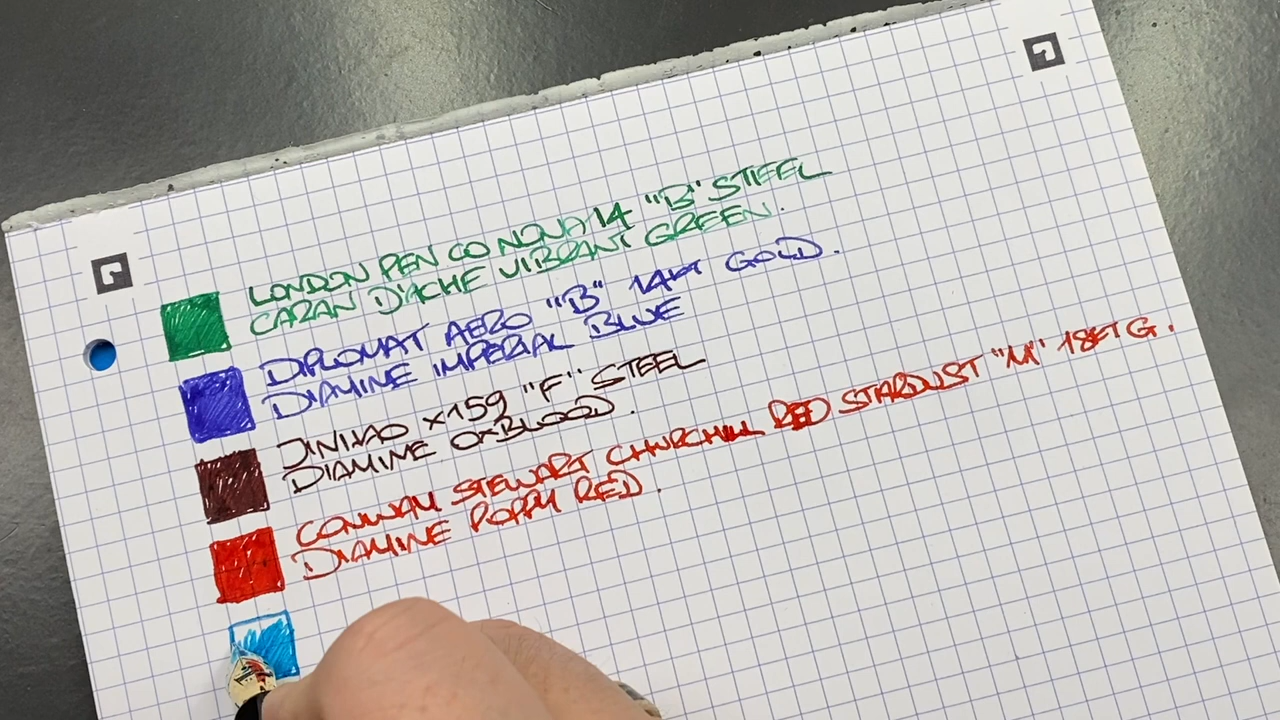 LONDON PEN CO NOVA 14 "B" STEEL
CARAN D'ACHE VIBRANT GREEN.
DIPLOMAT AERO "B" 14KT GOLD.
DIAMINE IMPERIAL BLUE
JINHAO X159 "F" STEEL
DIAMINE OXBLOOD.
CONWAY STEWART CHURCHILL RED STARDUST "M" 18KT G.
DIAMINE POPPY RED.